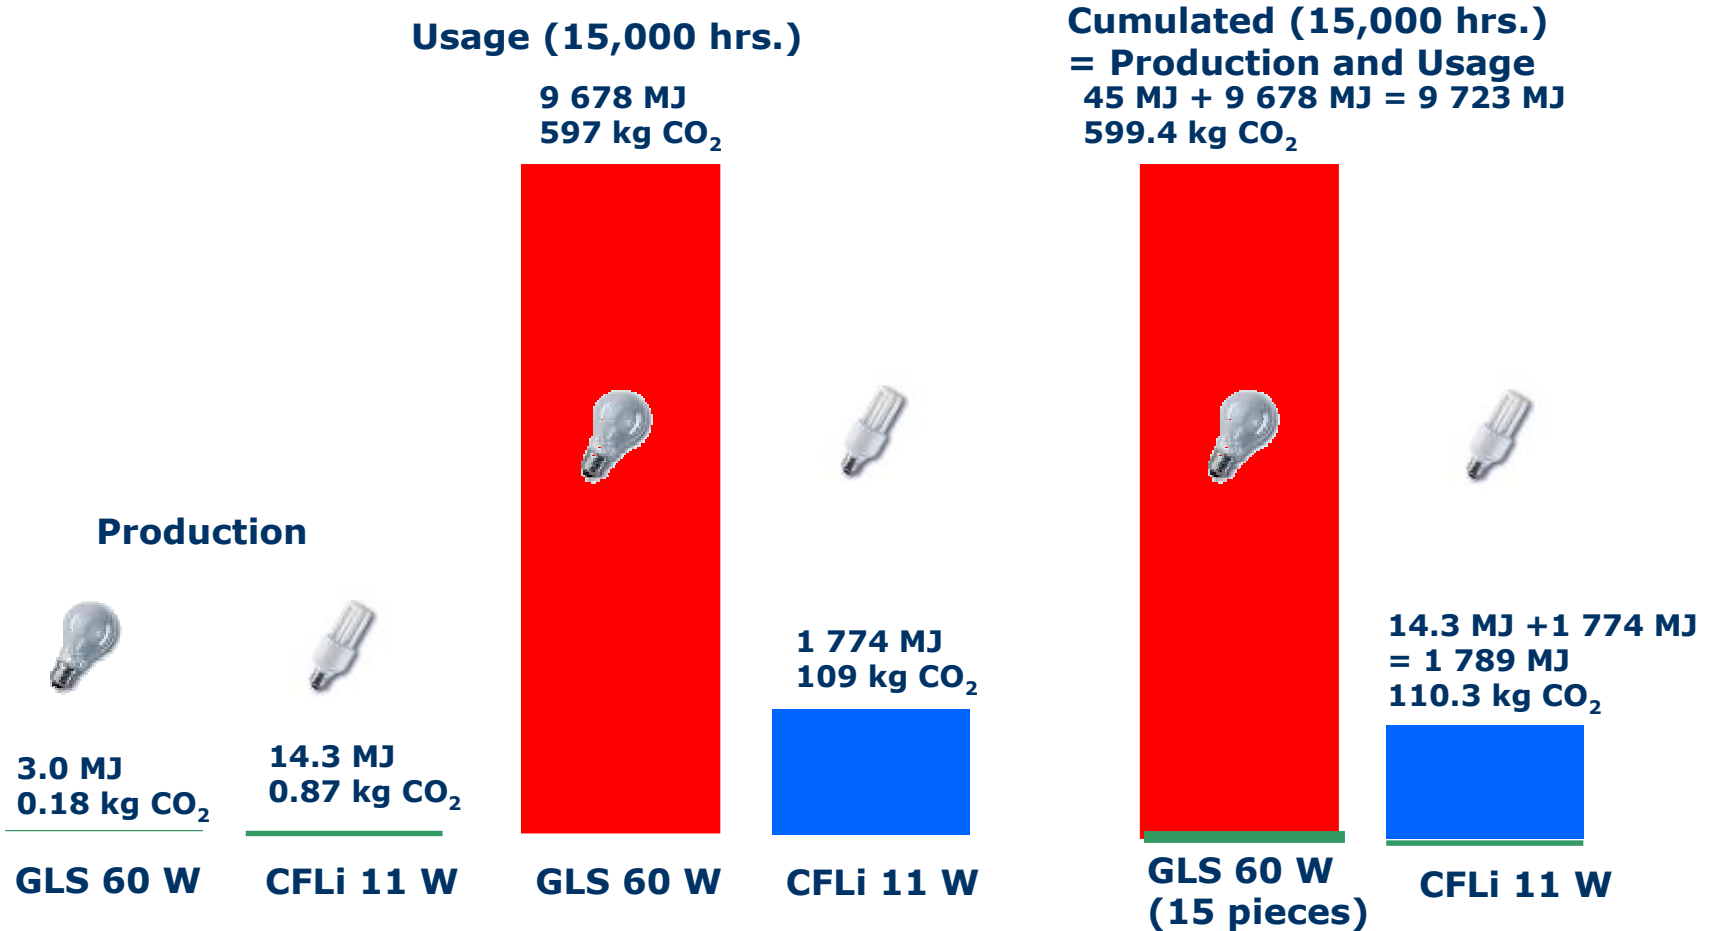 Usage (15,000 hrs.)
9 678 MJ
597 kg CO₂
Cumulated (15,000 hrs.)
= Production and Usage
45 MJ + 9 678 MJ = 9 723 MJ
599.4 kg CO₂
Production
3.0 MJ
0.18 kg CO₂
14.3 MJ
0.87 kg CO₂
1 774 MJ
109 kg CO₂
14.3 MJ +1 774 MJ
= 1 789 MJ
110.3 kg CO₂
GLS 60 W
CFLi 11 W
GLS 60 W
CFLi 11 W
GLS 60 W
(15 pieces)
CFLi 11 W